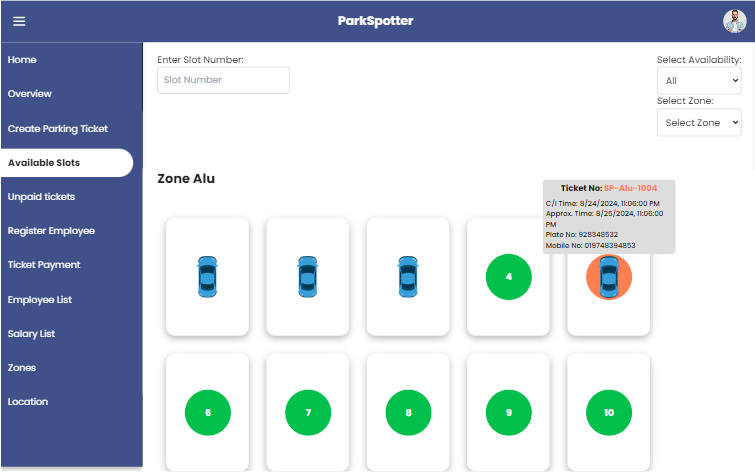 ParkSpotter
Home
Overview
Create Parking Ticket
Available Slots
Unpaid tickets
Register Employee
Ticket Payment
Employee List
Salary List
Zones
Location
Enter Slot Number:
Slot Number
Select Availability:
All
Select Zone:
Select Zone
Zone Alu
Ticket No: SP-Alu-1004
C/I Time: 8/24/2024, 11:06:00 PM
Approx. Time: 8/25/2024, 11:06:00
PM
Plate No: 928348532
Mobile No: 019748394853
4
6
7
8
9
10